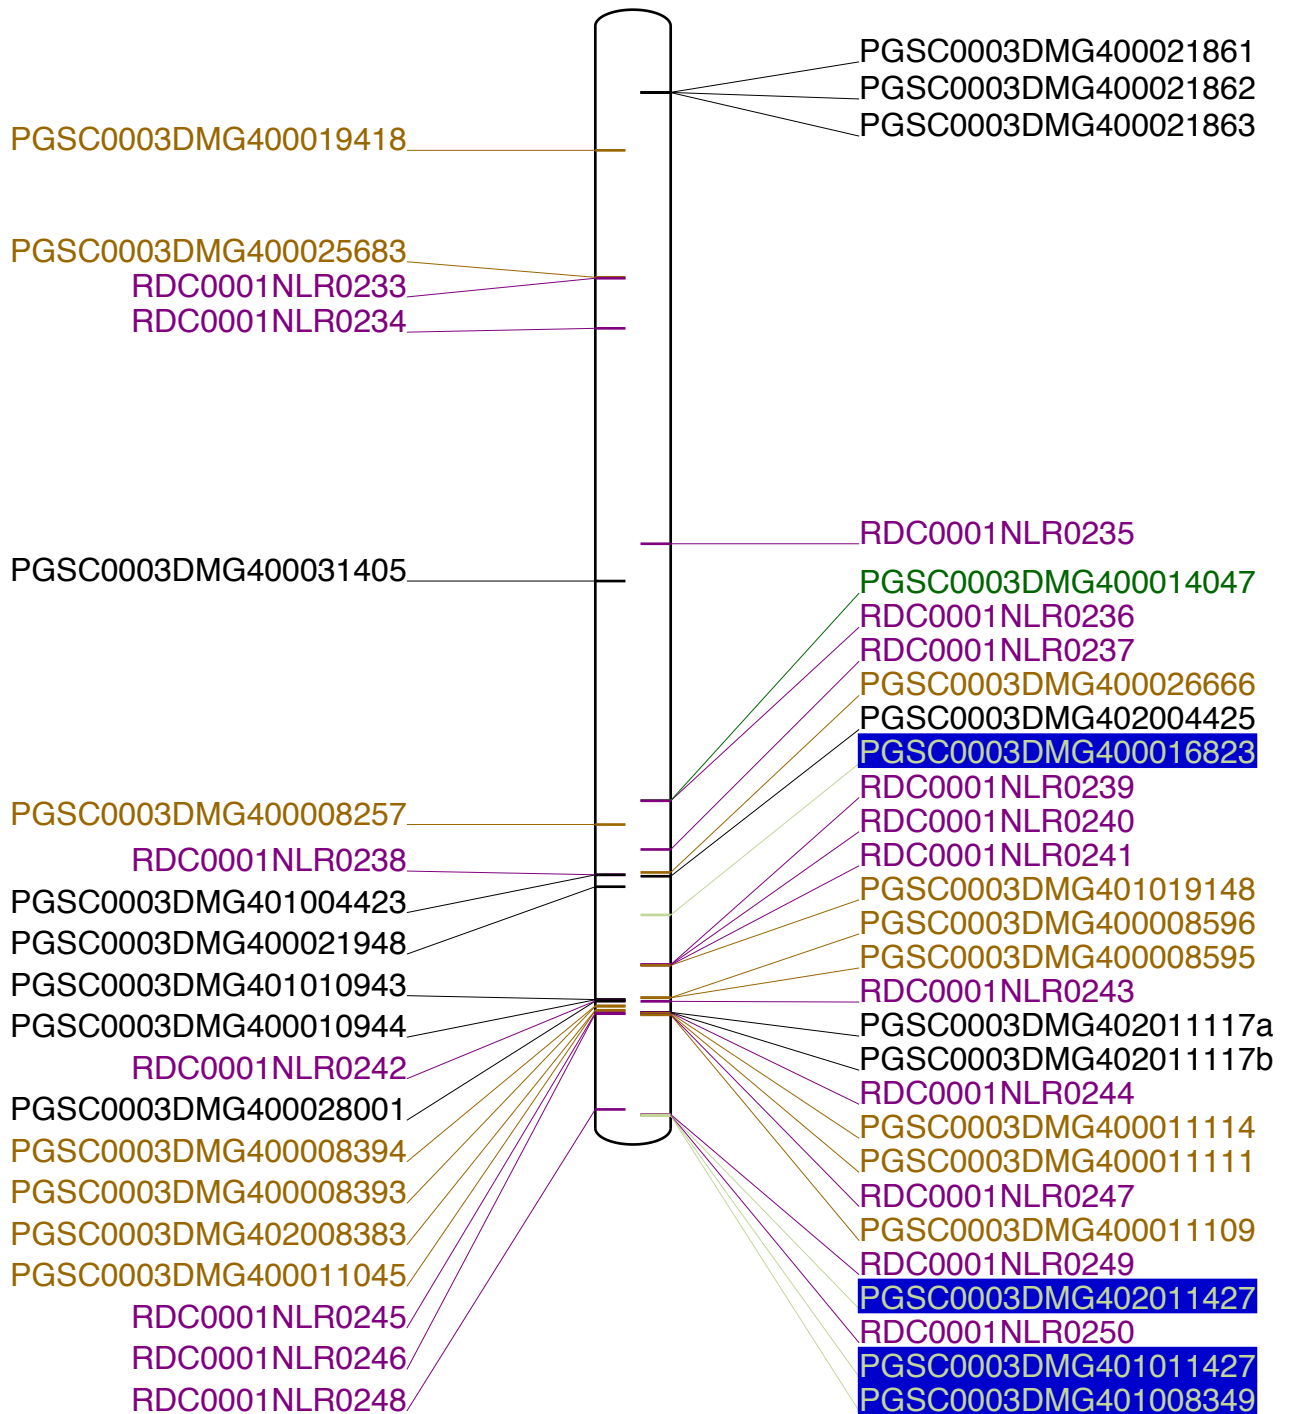 PGSC0003DMG400019418
PGSC0003DMG400025683
RDC0001NLR0233
RDC0001NLR0234
PGSC0003DMG400031405
PGSC0003DMG400008257
RDC0001NLR0238
PGSC0003DMG401004423
PGSC0003DMG400021948
PGSC0003DMG401010943
PGSC0003DMG400010944
RDC0001NLR0242
PGSC0003DMG400028001
PGSC0003DMG400008394
PGSC0003DMG400008393
PGSC0003DMG402008383
PGSC0003DMG400011045
RDC0001NLR0245
RDC0001NLR0246
RDC0001NLR0248
PGSC0003DMG400021861
PGSC0003DMG400021862
PGSC0003DMG400021863
RDC0001NLR0235
PGSC0003DMG400014047
RDC0001NLR0236
RDC0001NLR0237
PGSC0003DMG400026666
PGSC0003DMG402004425
PGSC0003DMG400016823
RDC0001NLR0239
RDC0001NLR0240
RDC0001NLR0241
PGSC0003DMG401019148
PGSC0003DMG400008596
PGSC0003DMG400008595
RDC0001NLR0243
PGSC0003DMG402011117a
PGSC0003DMG402011117b
RDC0001NLR0244
PGSC0003DMG400011114
PGSC0003DMG400011111
RDC0001NLR0247
PGSC0003DMG400011109
RDC0001NLR0249
PGSC0003DMG402011427
RDC0001NLR0250
PGSC0003DMG401011427
PGSC0003DMG401008349